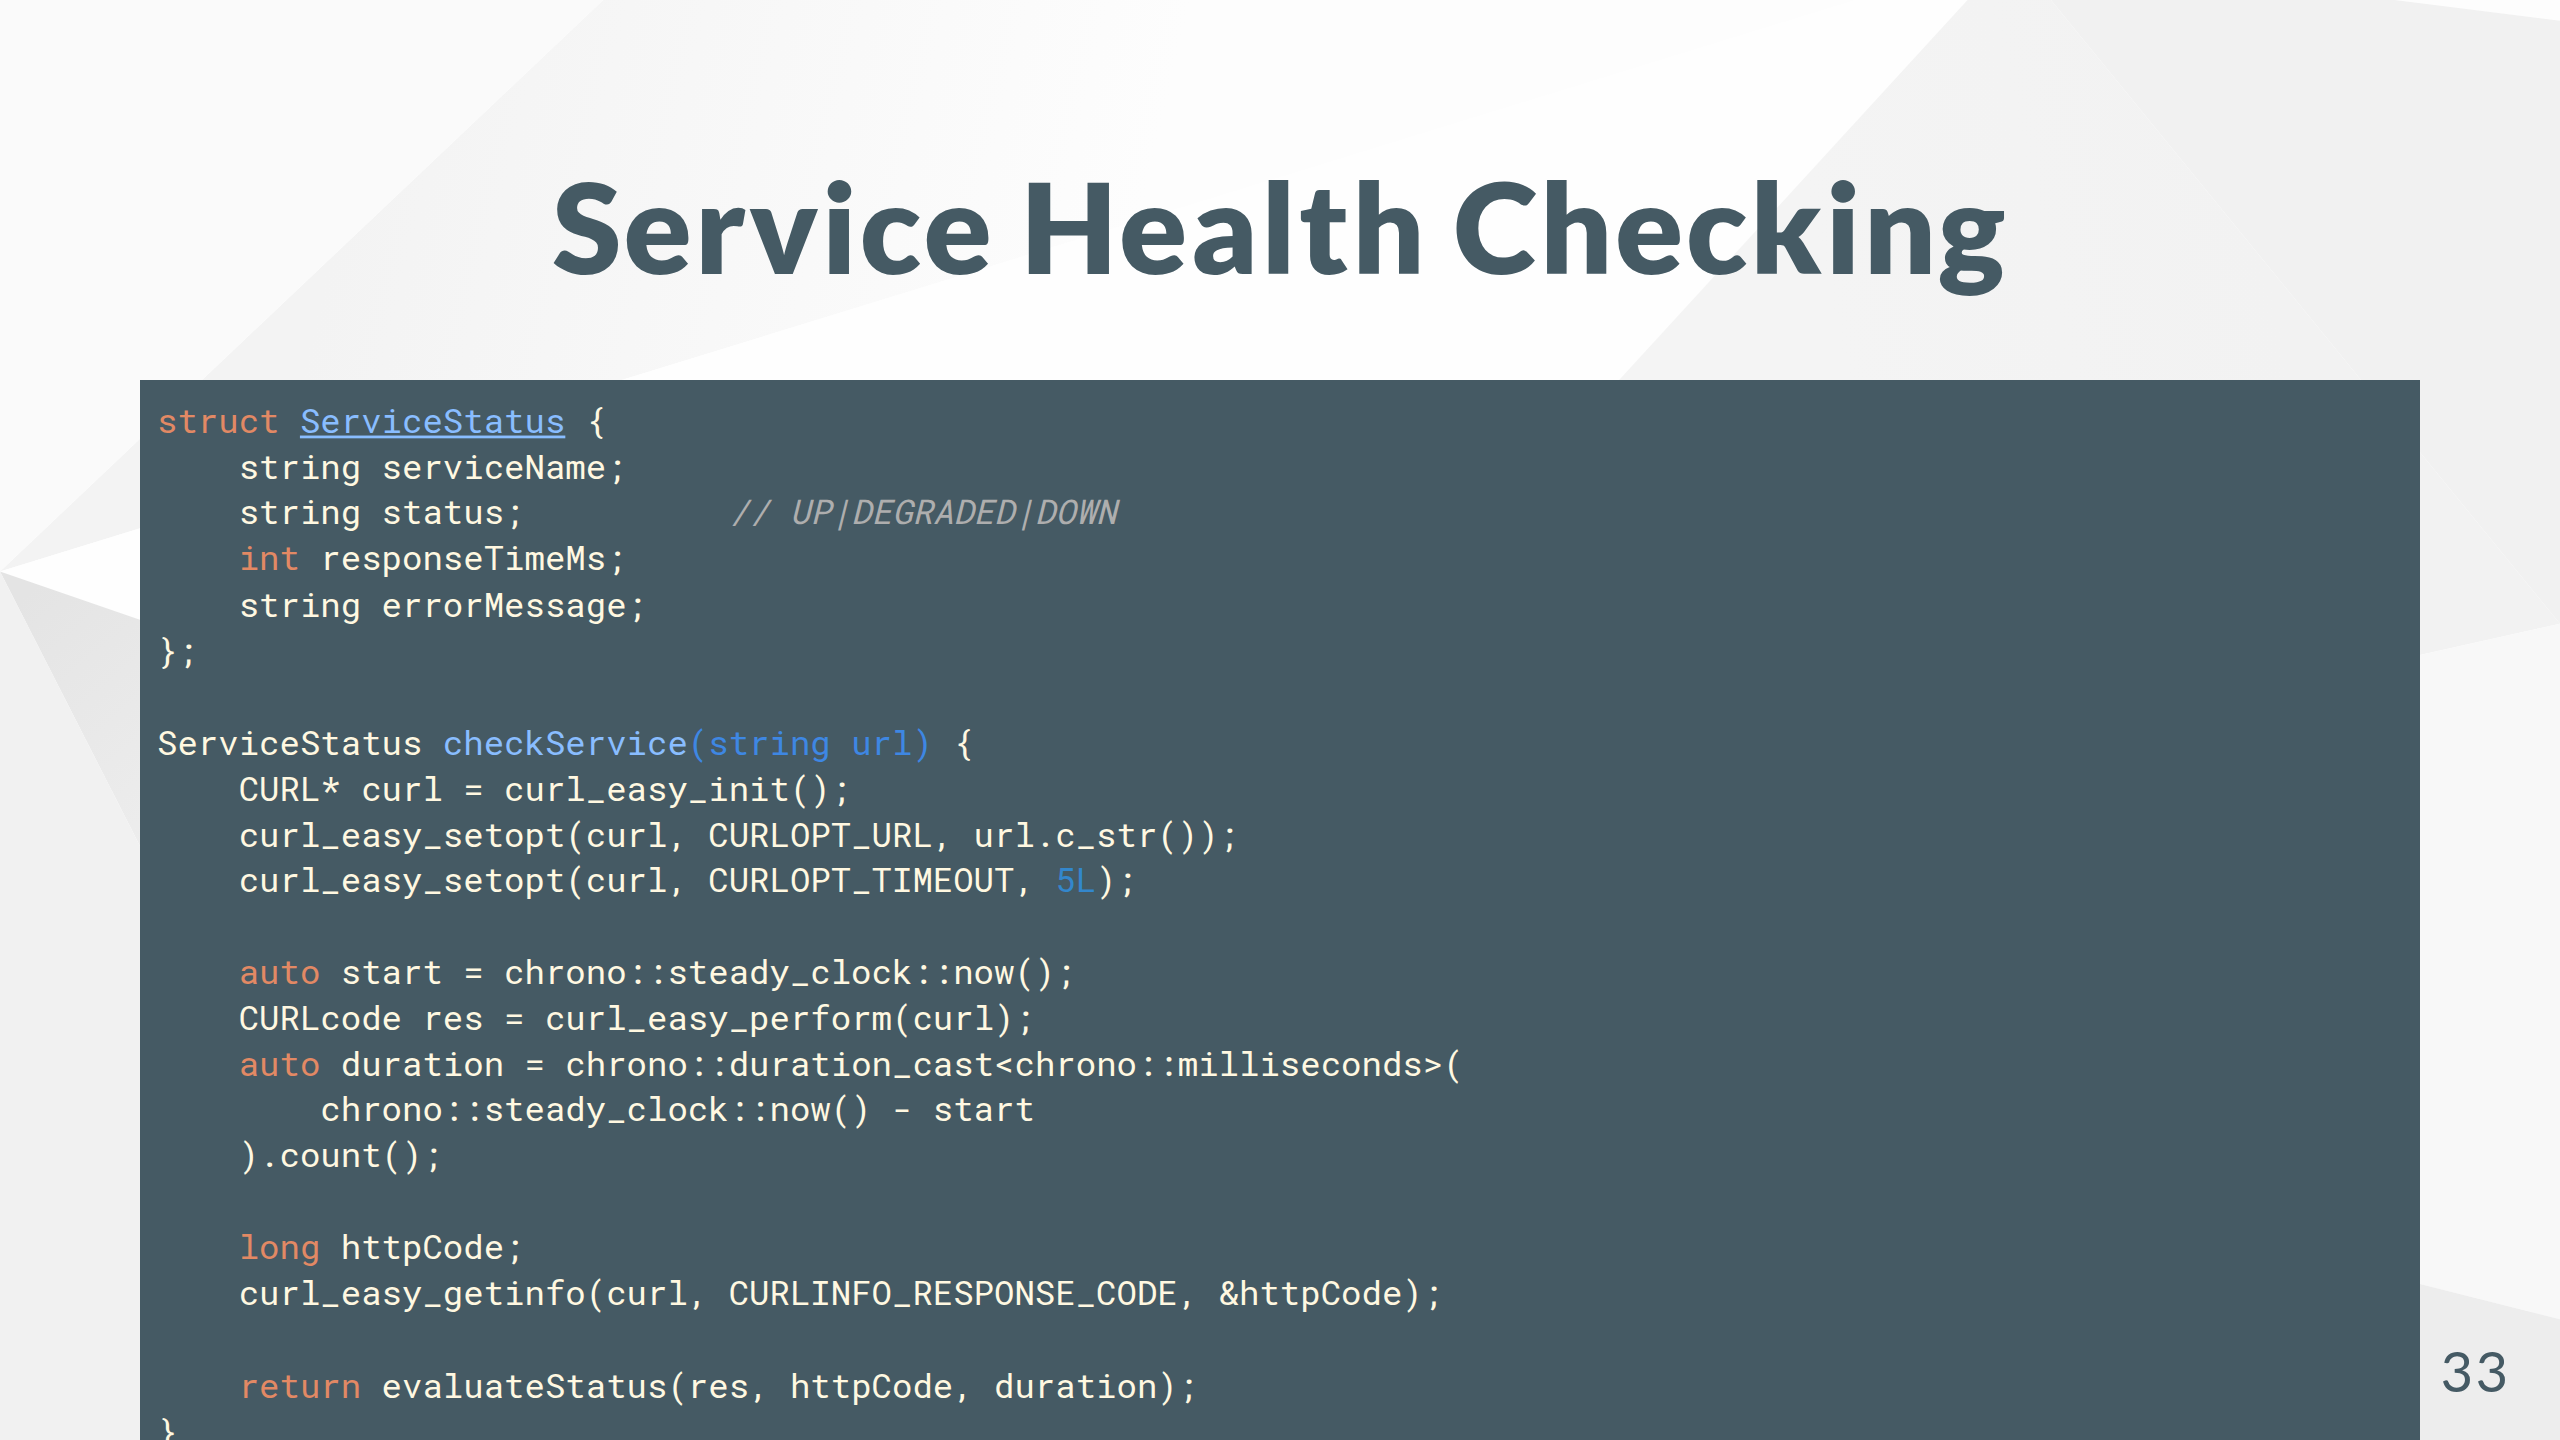 Service Health Checking
struct ServiceStatus {
    string serviceName;
    string status;          // UP|DEGRADED|DOWN
    int responseTimeMs;
    string errorMessage;
};

ServiceStatus checkService(string url) {
    CURL* curl = curl_easy_init();
    curl_easy_setopt(curl, CURLOPT_URL, url.c_str());
    curl_easy_setopt(curl, CURLOPT_TIMEOUT, 5L);

    auto start = chrono::steady_clock::now();
    CURLcode res = curl_easy_perform(curl);
    auto duration = chrono::duration_cast<chrono::milliseconds>(
        chrono::steady_clock::now() - start
    ).count();

    long httpCode;
    curl_easy_getinfo(curl, CURLINFO_RESPONSE_CODE, &httpCode);

    return evaluateStatus(res, httpCode, duration);
}
33